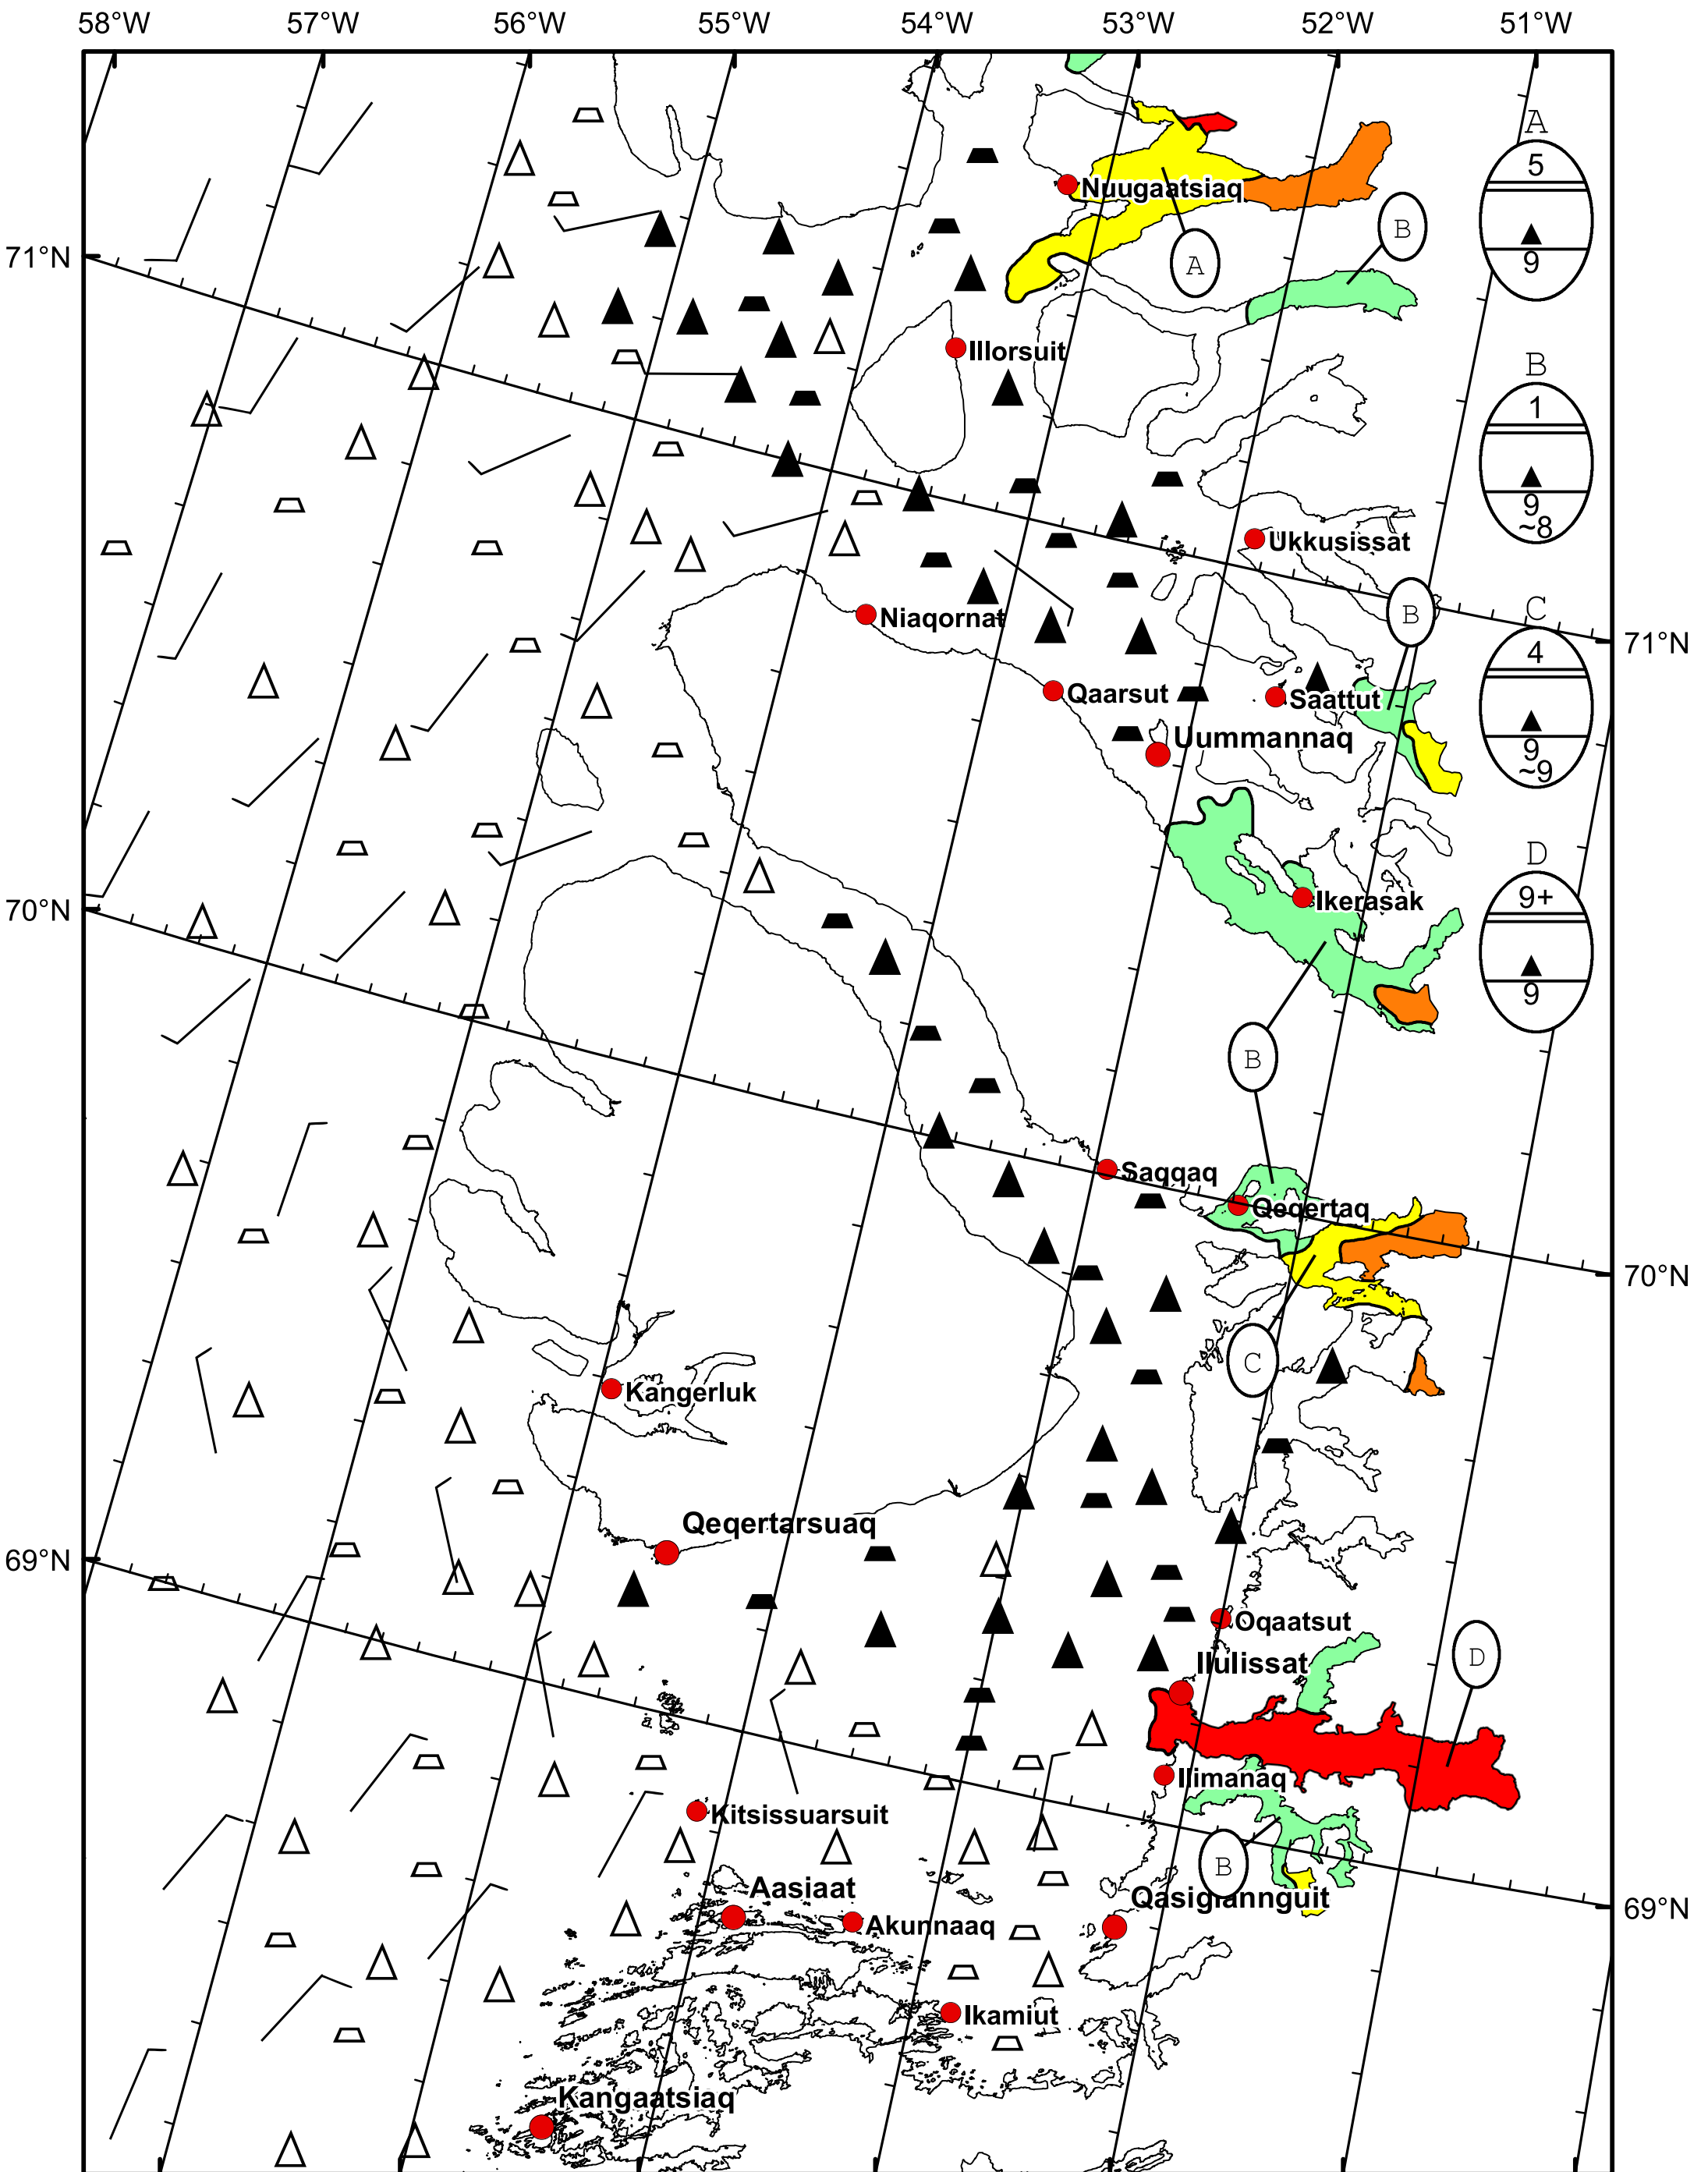 58°W 57°W 56°W 55°W 54°W 53°W 52°W 51°W
A
5
9
Nuugaatsiaq
B
A
71°N
Illorsuit
B
1
9
~8
Ukkusissat
B
C
4
9
~9
Niaqornat
71°N
Qaarsut
Saattut
Uummannaq
D
9+
9
Ikerasak
70°N
B
Saqqaq
Qeqertaq
70°N
C
Kangerluk
Qeqertarsuaq
69°N
Oqaatsut
Ilulissat
D
Ilimanaq
Kitsissuarsuit
B
Aasiaat
Qasigiannguit
Akunnaaq
69°N
Ikamiut
Kangaatsiaq